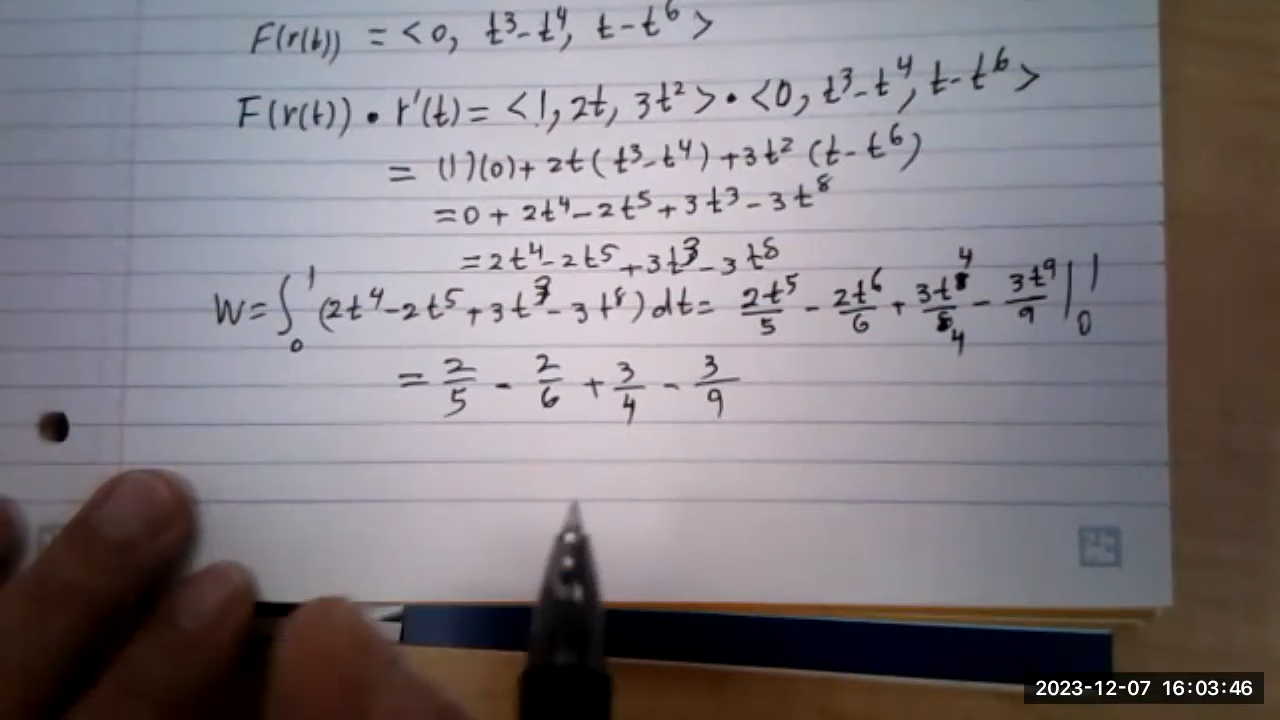 F(r(t)) = <0, t³-t⁴, t-t⁶>
F(r(t)) • r'(t) = <1, 2t, 3t²> • <0, t³-t⁴, t-t⁶>
= (1)(0) + 2t(t³-t⁴) + 3t²(t-t⁶)
= 0 + 2t⁴ - 2t⁵ + 3t³ - 3t⁸
= 2t⁴ - 2t⁵ + 3t³ - 3t⁸
W = ∫₀¹ (2t⁴ - 2t⁵ + 3t³ - 3t⁸) dt = 2t⁵/5 - 2t⁶/6 + 3t⁴/4 - 3t⁹/9 |₀¹
= 2/5 - 2/6 + 3/4 - 3/9
2023-12-07 16:03:46